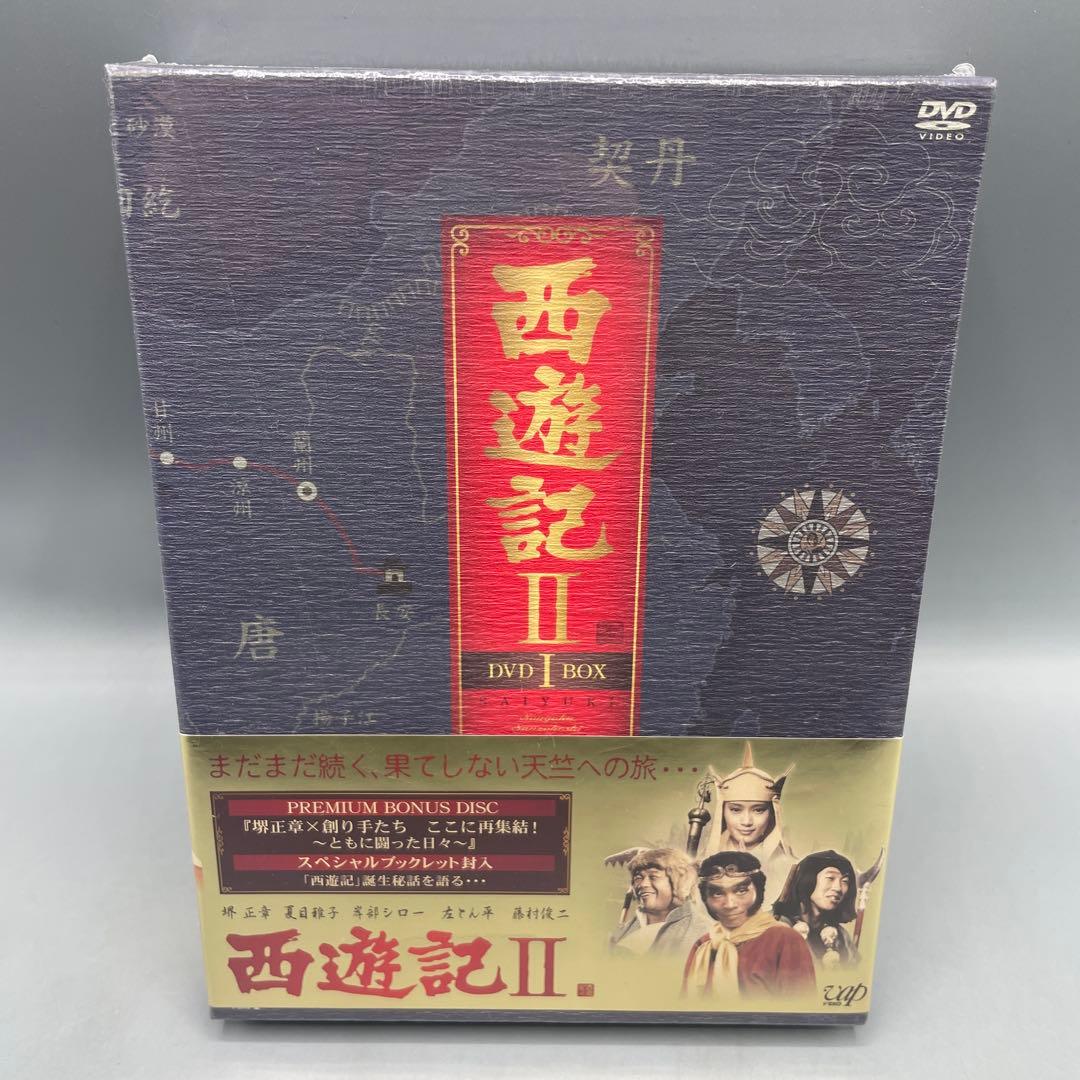 DVD
VIDEO
砂漠
契丹
紇
西遊記
II
DVD I BOX
SAIYUKI
甘州
涼州
蘭州
長安
唐
揚子江
まだまだ続く、果てしない天竺への旅・・・
PREMIUM BONUS DISC
『堺正章×創り手たち ここに再集結!
～ともに闘った日々～』
スペシャルブックレット封入
「西遊記」誕生秘話を語る・・・
堺正章 夏目雅子 岸部シロー 左とん平 藤村俊二
西遊記II
vap
VIDEO